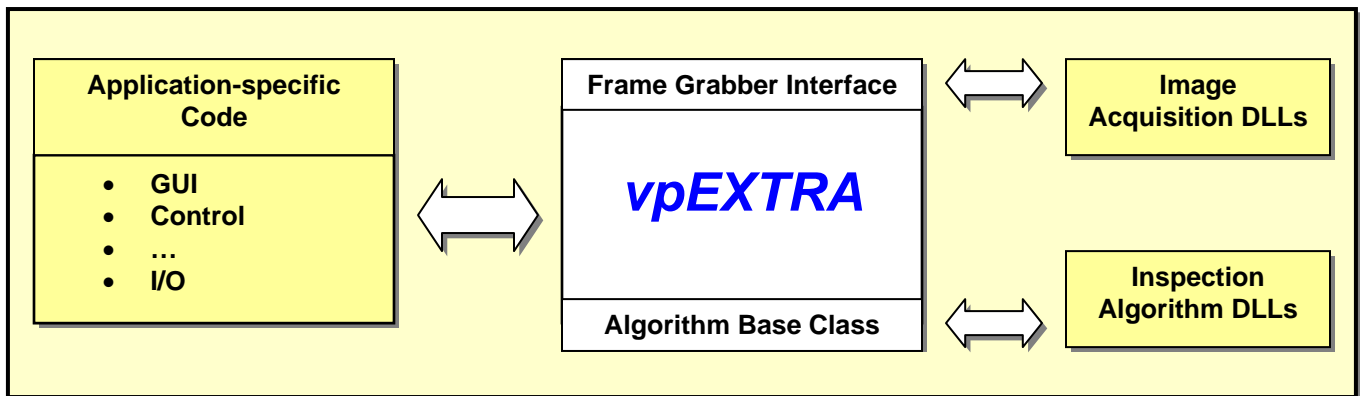 Application-specific
Code
• GUI
• Control
• …
• I/O
Frame Grabber Interface
vpEXTRA
Algorithm Base Class
Image
Acquisition DLLs
Inspection
Algorithm DLLs